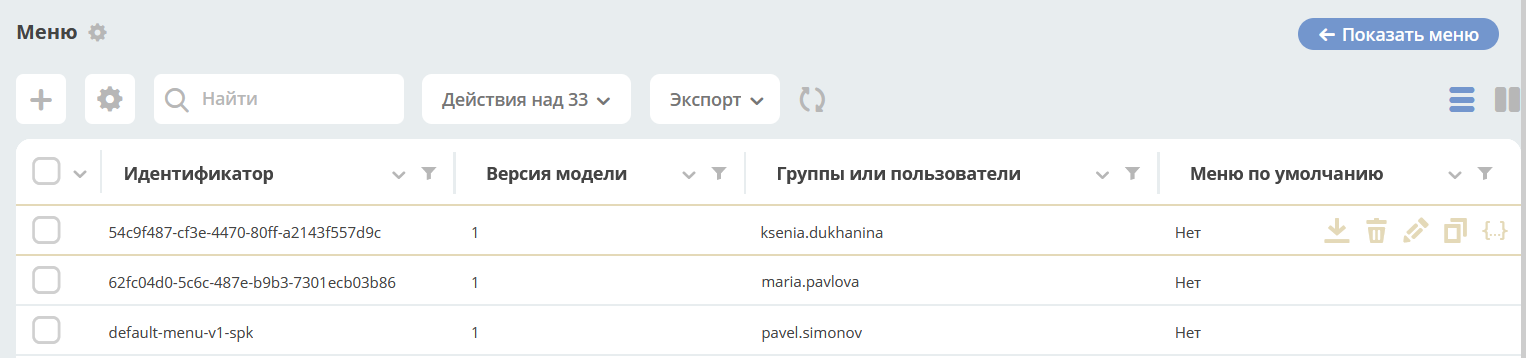 Меню
Показать меню
Найти
Действия над 33
Экспорт
Идентификатор Версия модели Группы или пользователи Меню по умолчанию
54c9f487-cf3e-4470-80ff-a2143f557d9c 1 ksenia.dukhanina Нет {...}
62fc04d0-5c6c-487e-b9b3-7301ecb03b86 1 maria.pavlova Нет
default-menu-v1-spk 1 pavel.simonov Нет